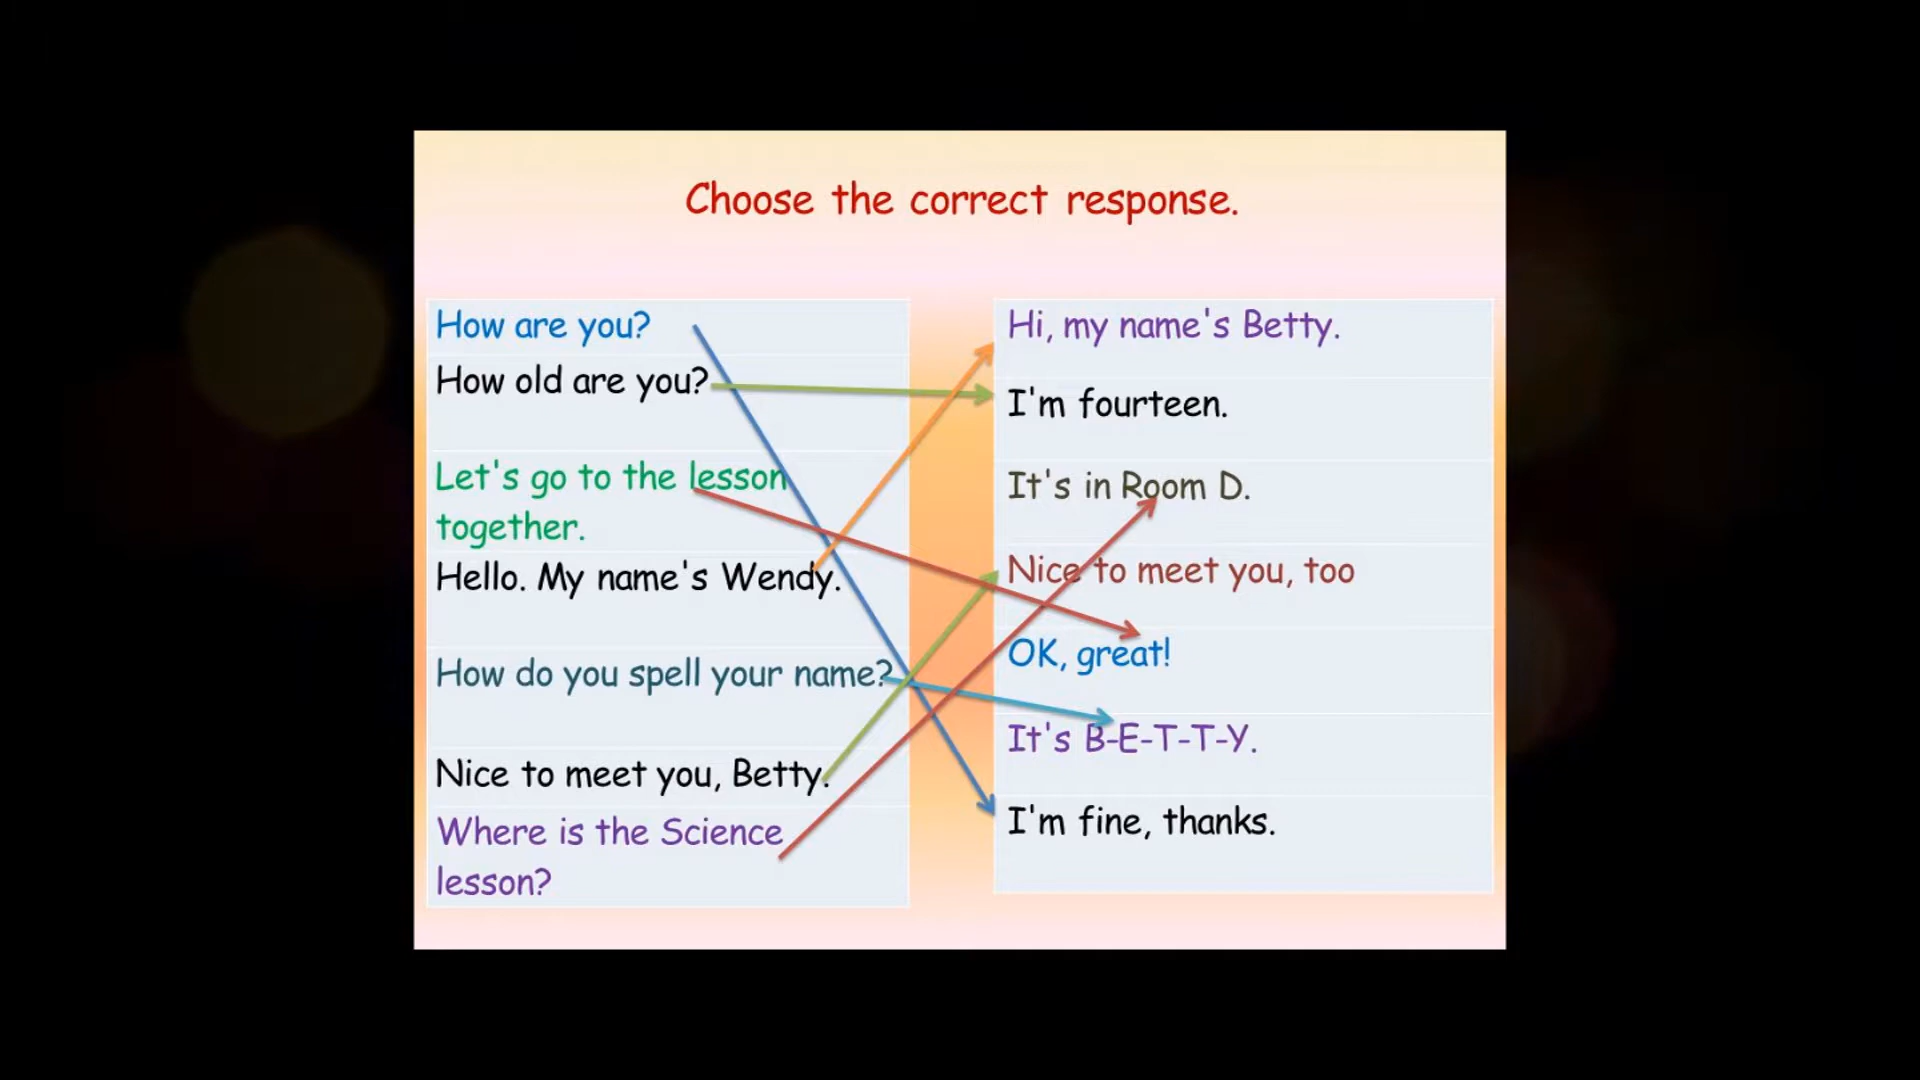 Choose the correct response.
How are you?
How old are you?
Let's go to the lesson
together.
Hello. My name's Wendy.
How do you spell your name?
Nice to meet you, Betty.
Where is the Science
lesson?
Hi, my name's Betty.
I'm fourteen.
It's in Room D.
Nice to meet you, too
OK, great!
It's B-E-T-T-Y.
I'm fine, thanks.